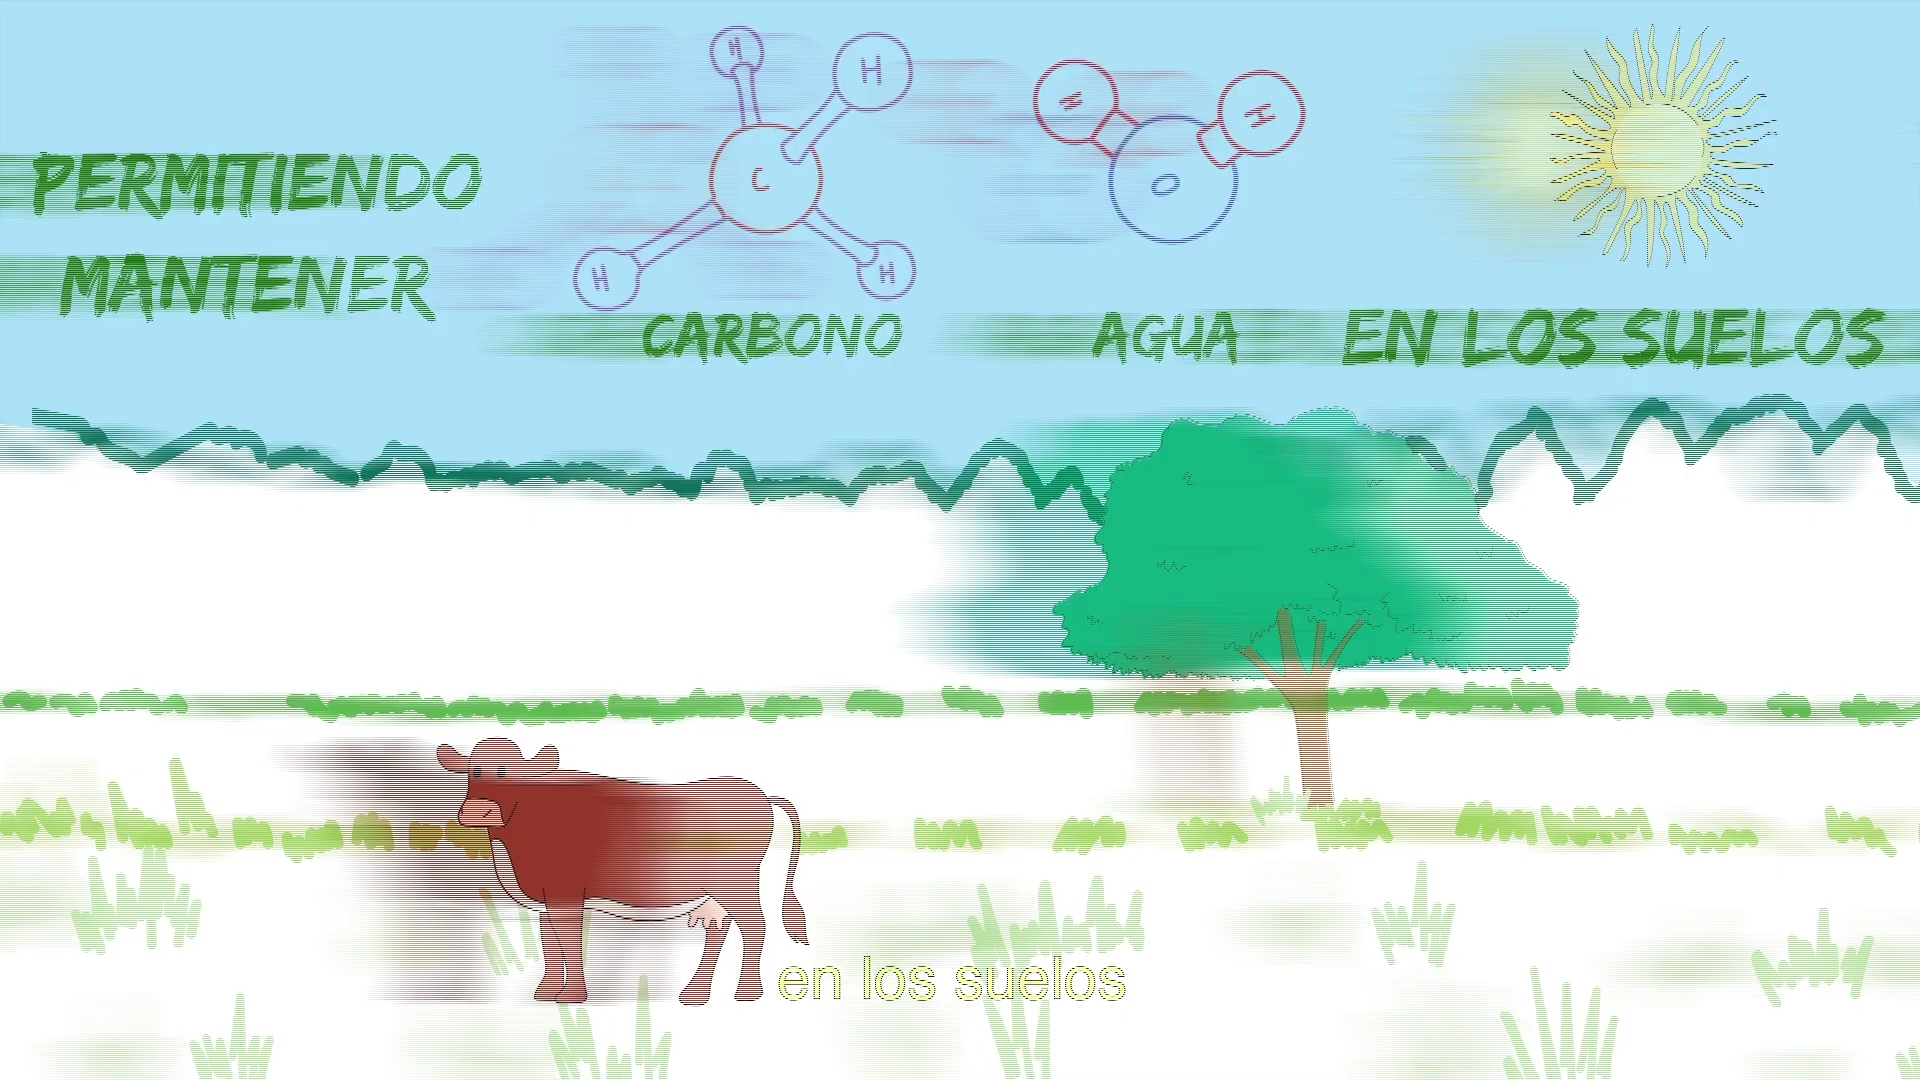 PERMITIENDO
MANTENER
H
H
C
H
H
CARBONO
H
H
O
AGUA
EN LOS SUELOS
en los suelos